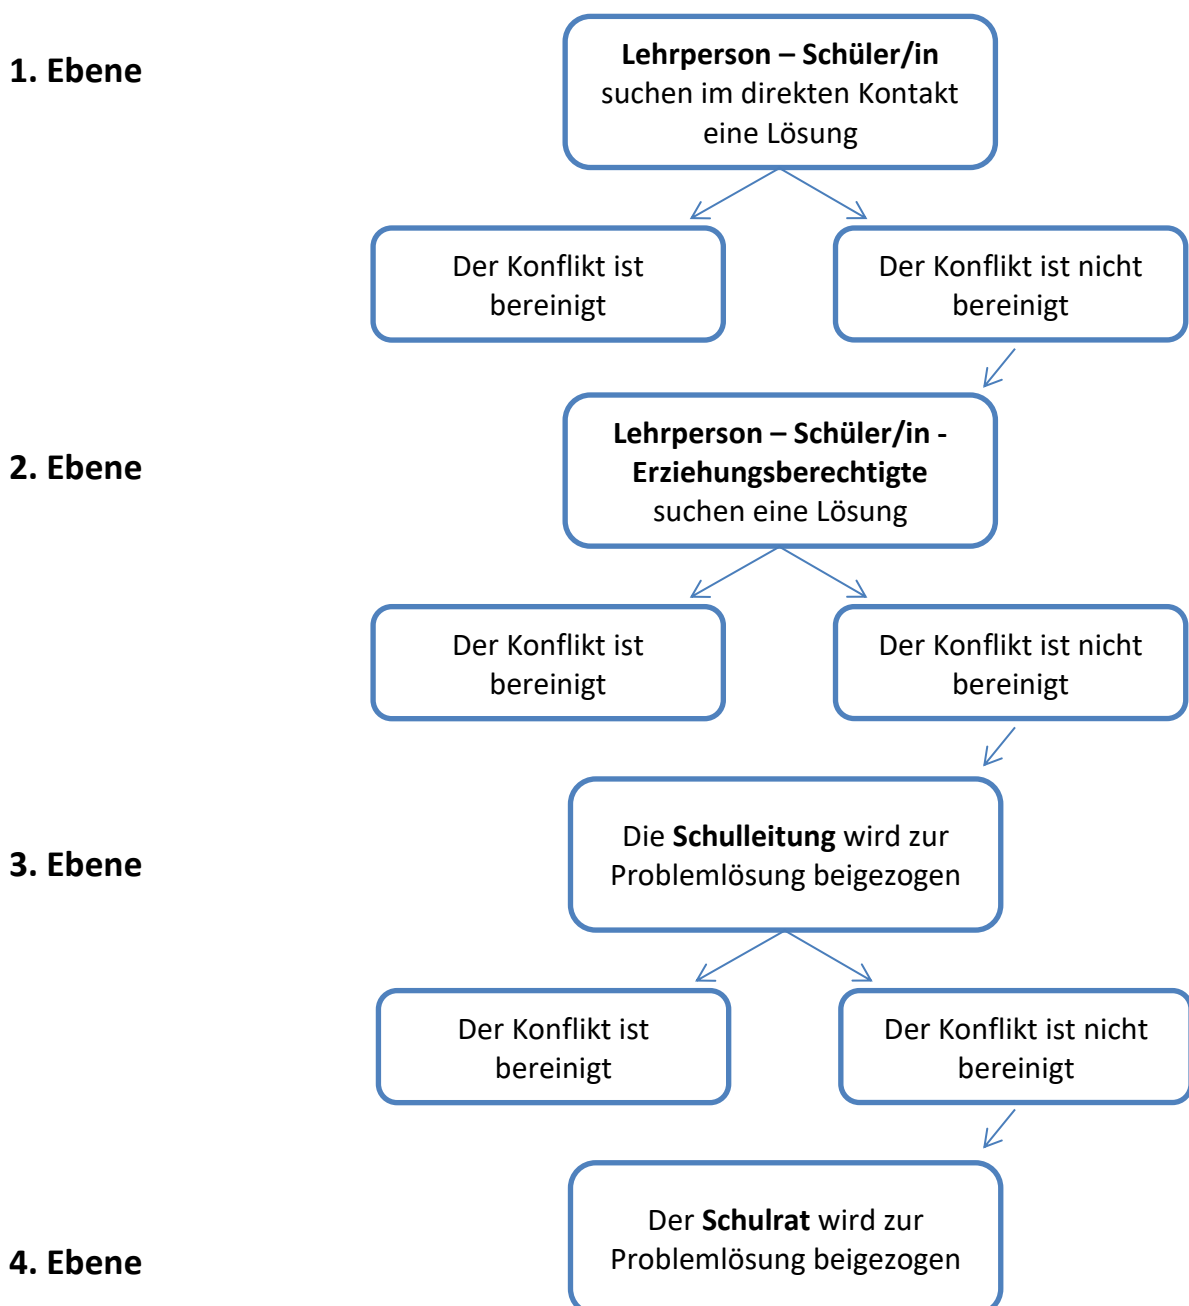 1. Ebene
Lehrperson – Schüler/in
suchen im direkten Kontakt
eine Lösung
Der Konflikt ist
bereinigt
Der Konflikt ist nicht
bereinigt
2. Ebene
Lehrperson – Schüler/in -
Erziehungsberechtigte
suchen eine Lösung
Der Konflikt ist
bereinigt
Der Konflikt ist nicht
bereinigt
3. Ebene
Die Schulleitung wird zur
Problemlösung beigezogen
Der Konflikt ist
bereinigt
Der Konflikt ist nicht
bereinigt
4. Ebene
Der Schulrat wird zur
Problemlösung beigezogen